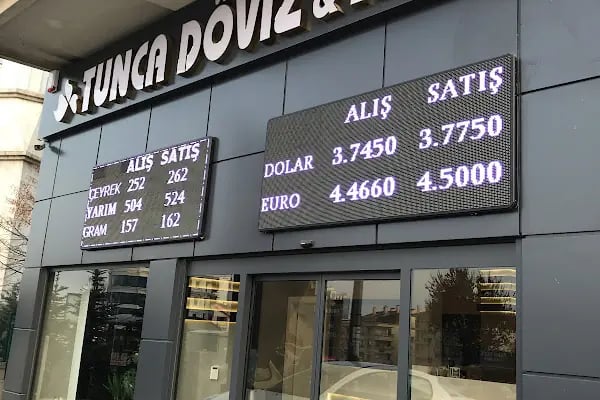 TUNCA DÖVİZ &
ALIŞ SATIŞ
ÇEYREK 252 262
YARIM 504 524
GRAM 157 162
ALIŞ SATIŞ
DOLAR 3.7450 3.7750
EURO 4.4660 4.5000